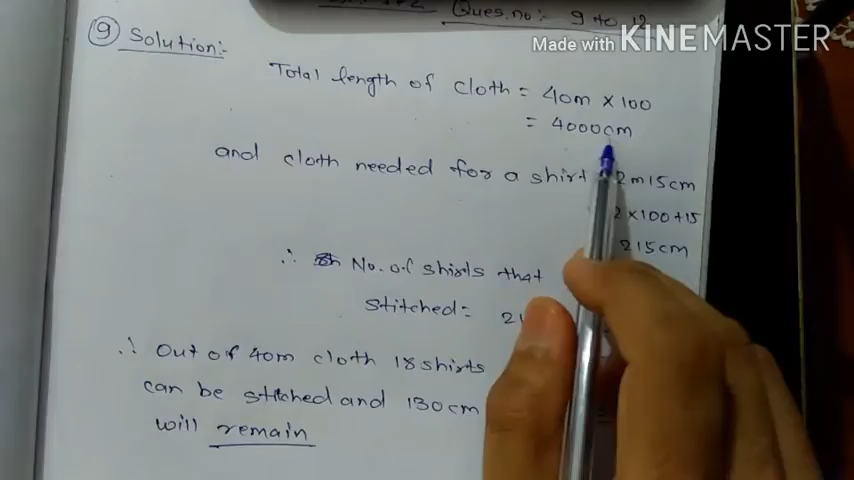 Ques.no:- 9 to 12
Made with KINEMASTER
9 Solution:-
Total length of cloth = 40m × 100
= 4000cm
and cloth needed for a shirt 2m15cm
2×100+15
215cm
∴ No. of shirts that
stitched =
∴ Out of 40m cloth 18 shirts
can be stitched and 130cm
will remain